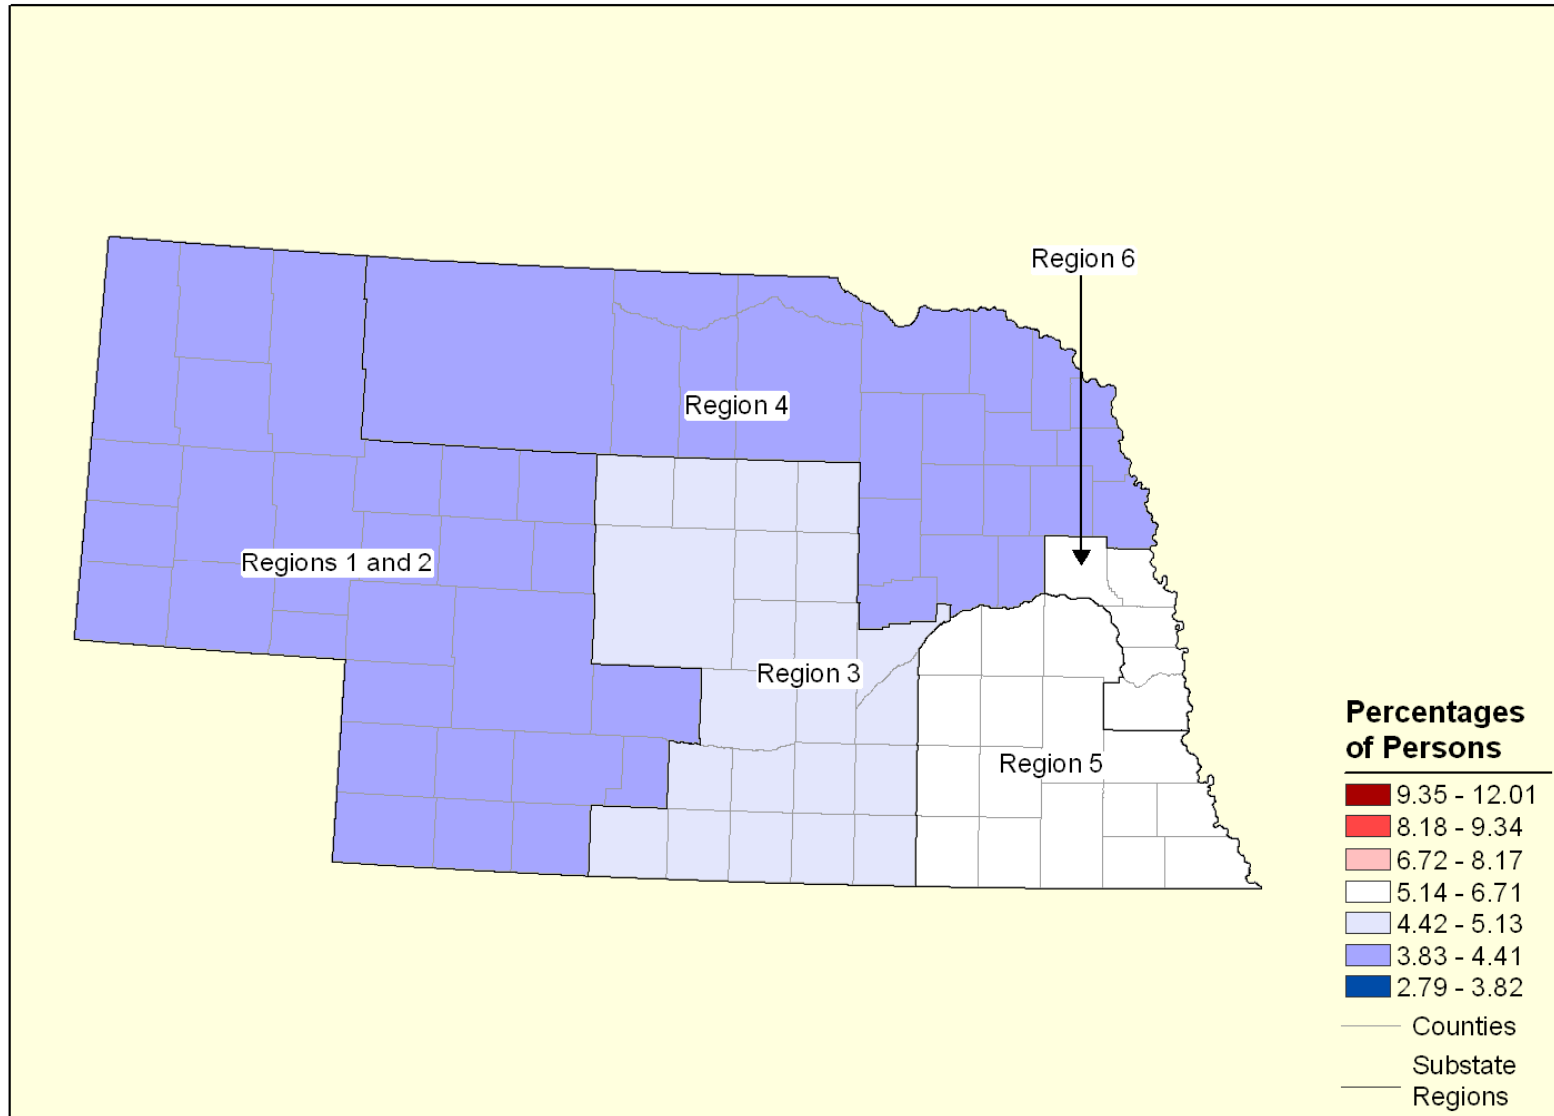 Region 6
Region 4
Regions 1 and 2
Region 3
Region 5
Percentages
of Persons
9.35 - 12.01
8.18 - 9.34
6.72 - 8.17
5.14 - 6.71
4.42 - 5.13
3.83 - 4.41
2.79 - 3.82
Counties
Substate
Regions